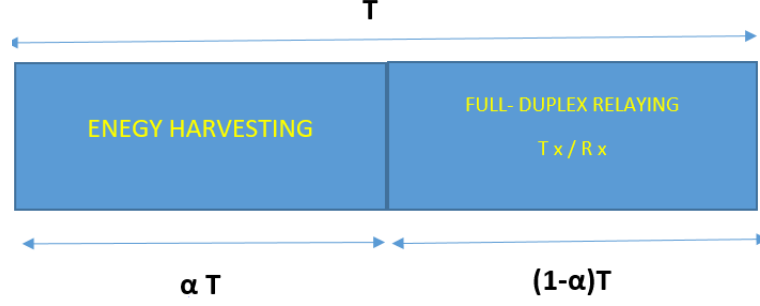 T
ENEGY HARVESTING
FULL- DUPLEX RELAYING
T x / R x
α T
(1-α)T